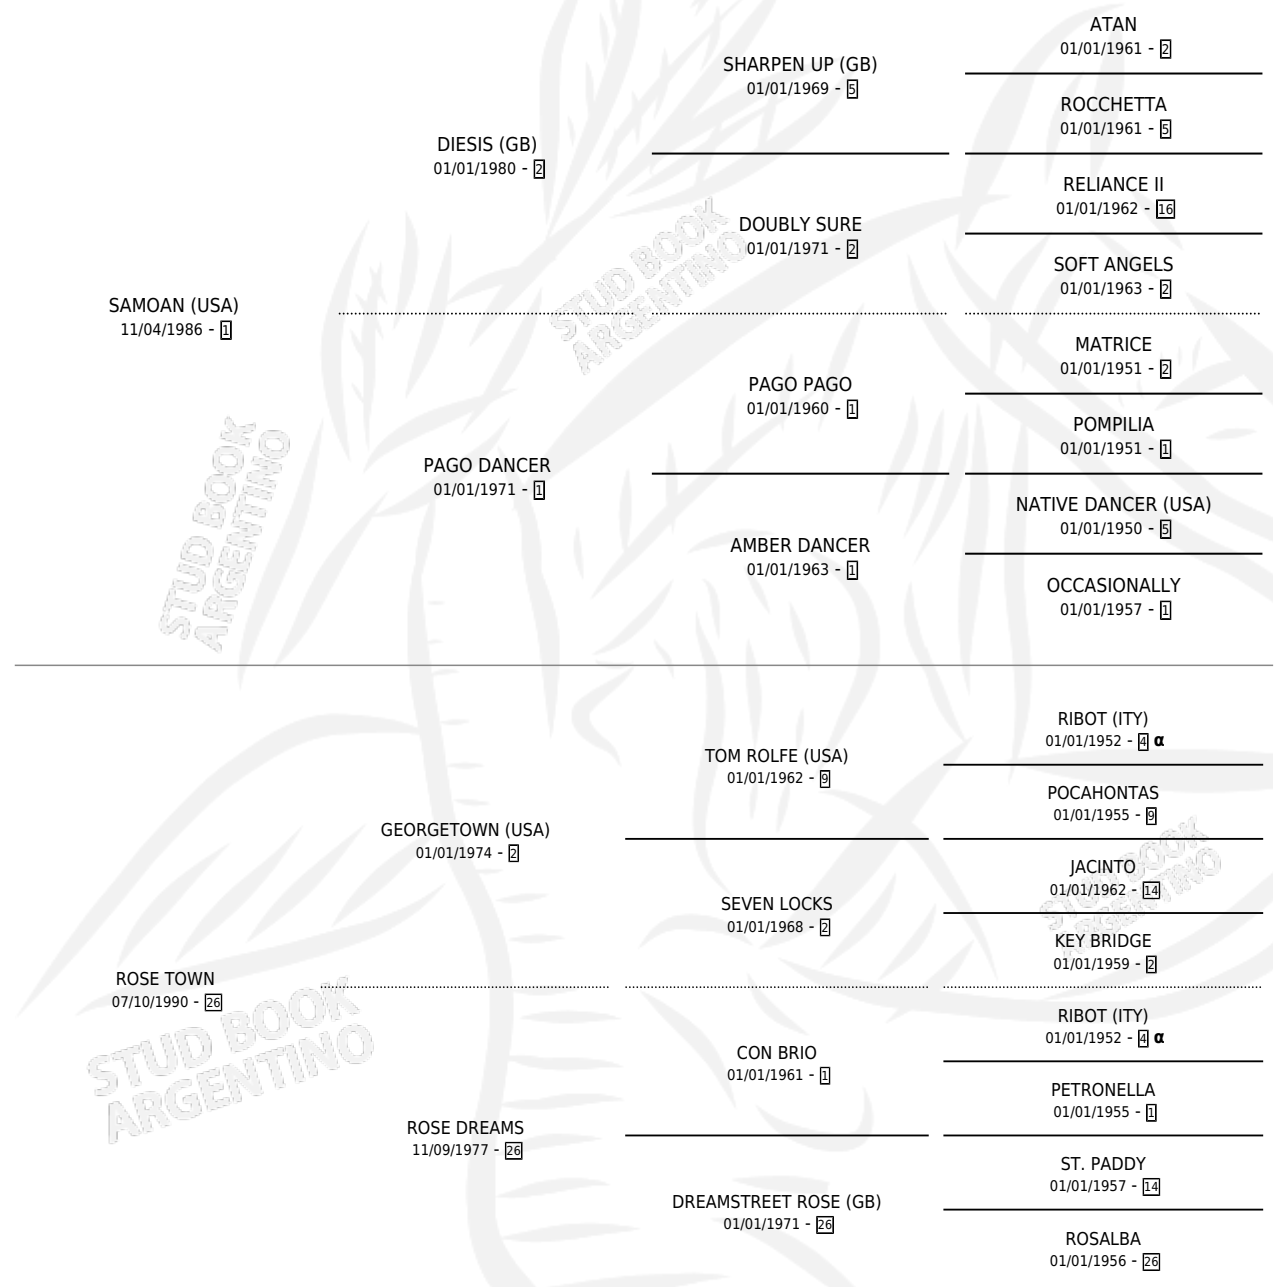 ATAN
01/01/1961 - 2
SHARPEN UP (GB)
01/01/1969 - 5
ROCCHETTA
01/01/1961 - 5
DIESIS (GB)
01/01/1980 - 2
RELIANCE II
01/01/1962 - 16
DOUBLY SURE
01/01/1971 - 2
SOFT ANGELS
01/01/1963 - 2
STUD BOOK
ARGENTINO
SAMOAN (USA)
11/04/1986 - 1
MATRICE
01/01/1951 - 2
PAGO PAGO
01/01/1960 - 1
POMPILIA
01/01/1951 - 1
PAGO DANCER
01/01/1971 - 1
NATIVE DANCER (USA)
01/01/1950 - 5
AMBER DANCER
01/01/1963 - 1
OCCASIONALLY
01/01/1957 - 1
STUD BOOK
ARGENTINO
RIBOT (ITY)
01/01/1952 - 4 α
TOM ROLFE (USA)
01/01/1962 - 9
POCAHONTAS
01/01/1955 - 9
GEORGETOWN (USA)
01/01/1974 - 2
JACINTO
01/01/1962 - 14
STUD BOOK
ARGENTINO
SEVEN LOCKS
01/01/1968 - 2
KEY BRIDGE
01/01/1959 - 2
ROSE TOWN
07/10/1990 - 26
STUD BOOK
ARGENTINO
RIBOT (ITY)
01/01/1952 - 4 α
CON BRIO
01/01/1961 - 1
PETRONELLA
01/01/1955 - 1
ROSE DREAMS
11/09/1977 - 26
ST. PADDY
01/01/1957 - 14
DREAMSTREET ROSE (GB)
01/01/1971 - 26
ROSALBA
01/01/1956 - 26